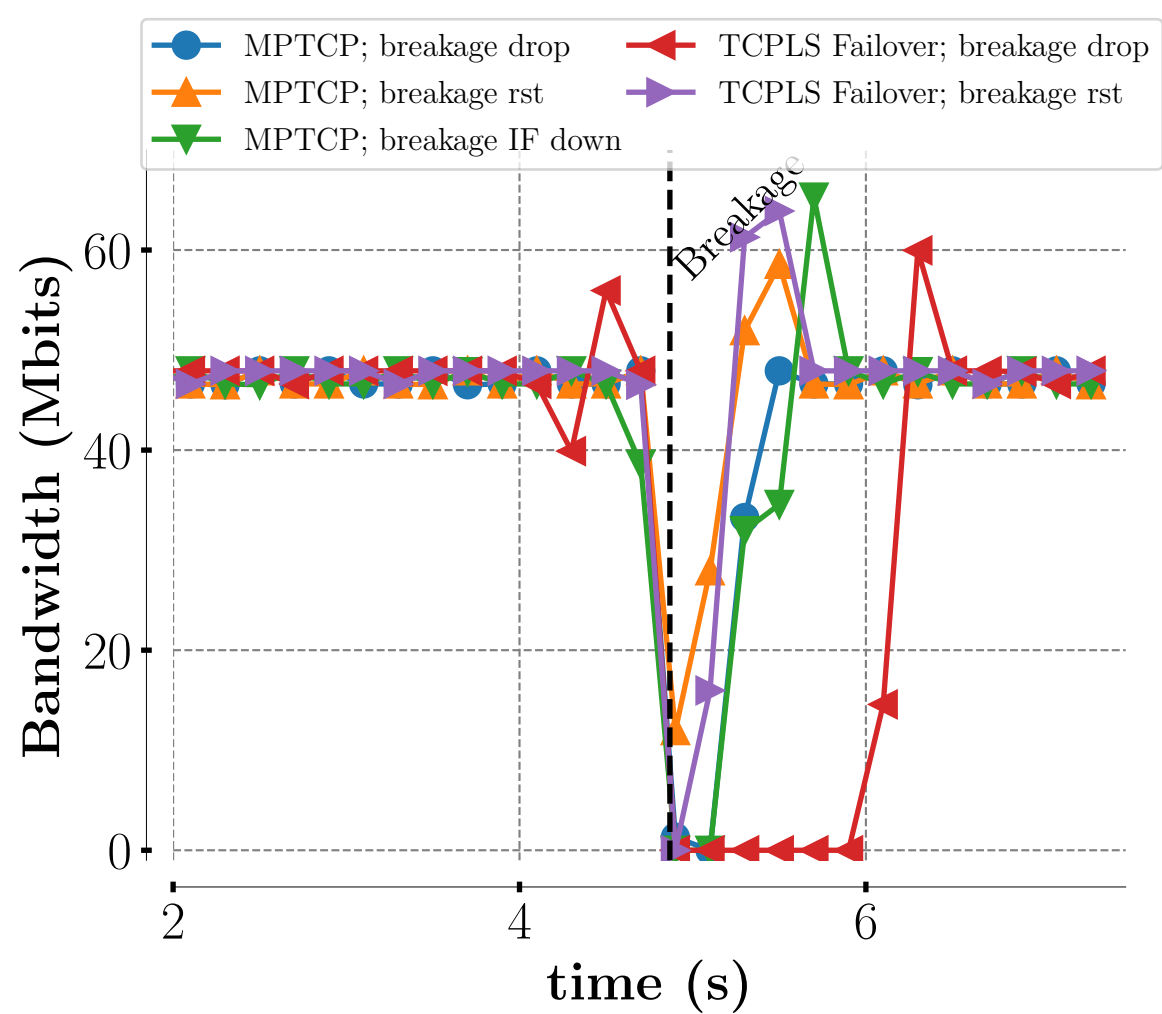 MPTCP; breakage drop
MPTCP; breakage rst
MPTCP; breakage IF down
TCPLS Failover; breakage drop
TCPLS Failover; breakage rst
Breakage
60
40
20
0
Bandwidth (Mbits)
2 4 6
time (s)